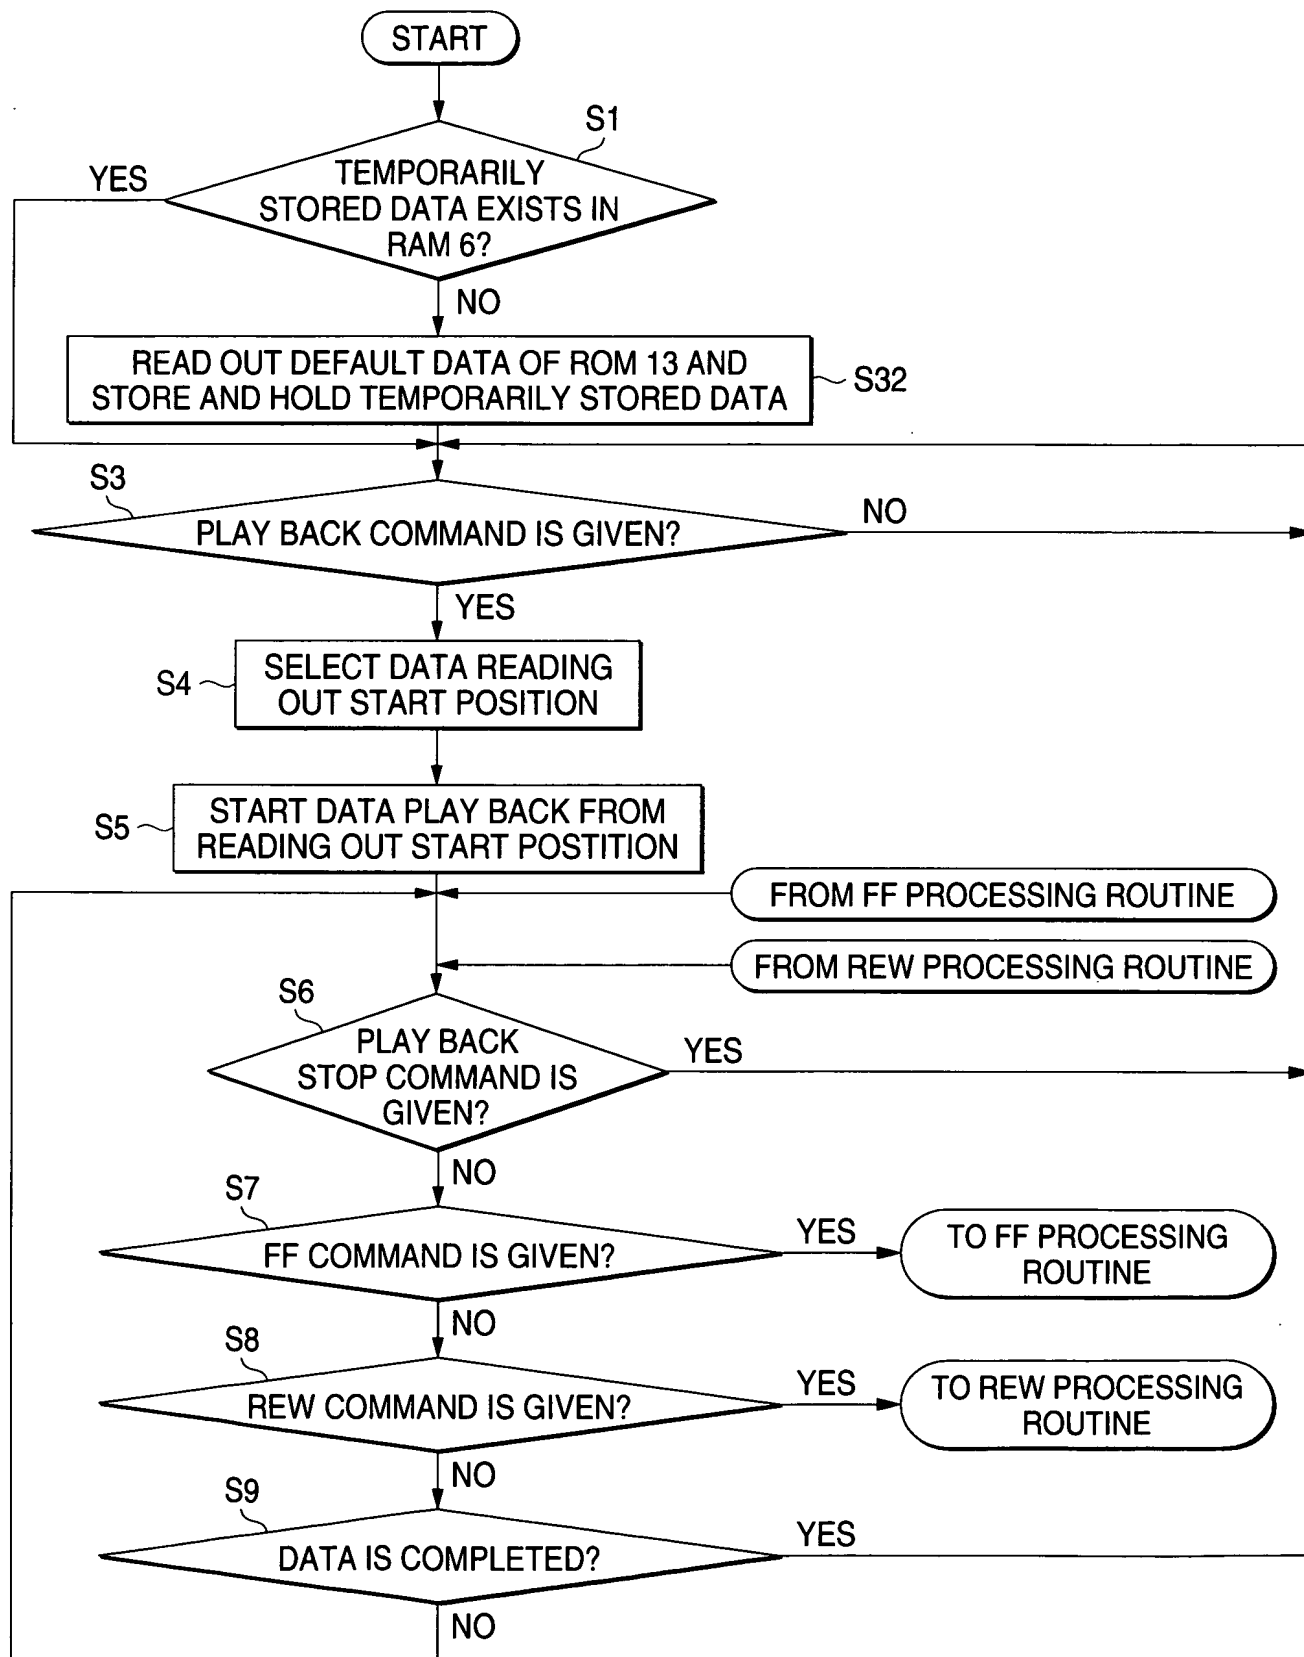 START
S1
YES
TEMPORARILY
STORED DATA EXISTS IN
RAM 6?
NO
READ OUT DEFAULT DATA OF ROM 13 AND
STORE AND HOLD TEMPORARILY STORED DATA
S32
S3
PLAY BACK COMMAND IS GIVEN?
NO
YES
S4
SELECT DATA READING
OUT START POSITION
S5
START DATA PLAY BACK FROM
READING OUT START POSTITION
FROM FF PROCESSING ROUTINE
FROM REW PROCESSING ROUTINE
S6
PLAY BACK
STOP COMMAND IS
GIVEN?
YES
NO
S7
FF COMMAND IS GIVEN?
YES
TO FF PROCESSING
ROUTINE
NO
S8
REW COMMAND IS GIVEN?
YES
TO REW PROCESSING
ROUTINE
NO
S9
DATA IS COMPLETED?
YES
NO